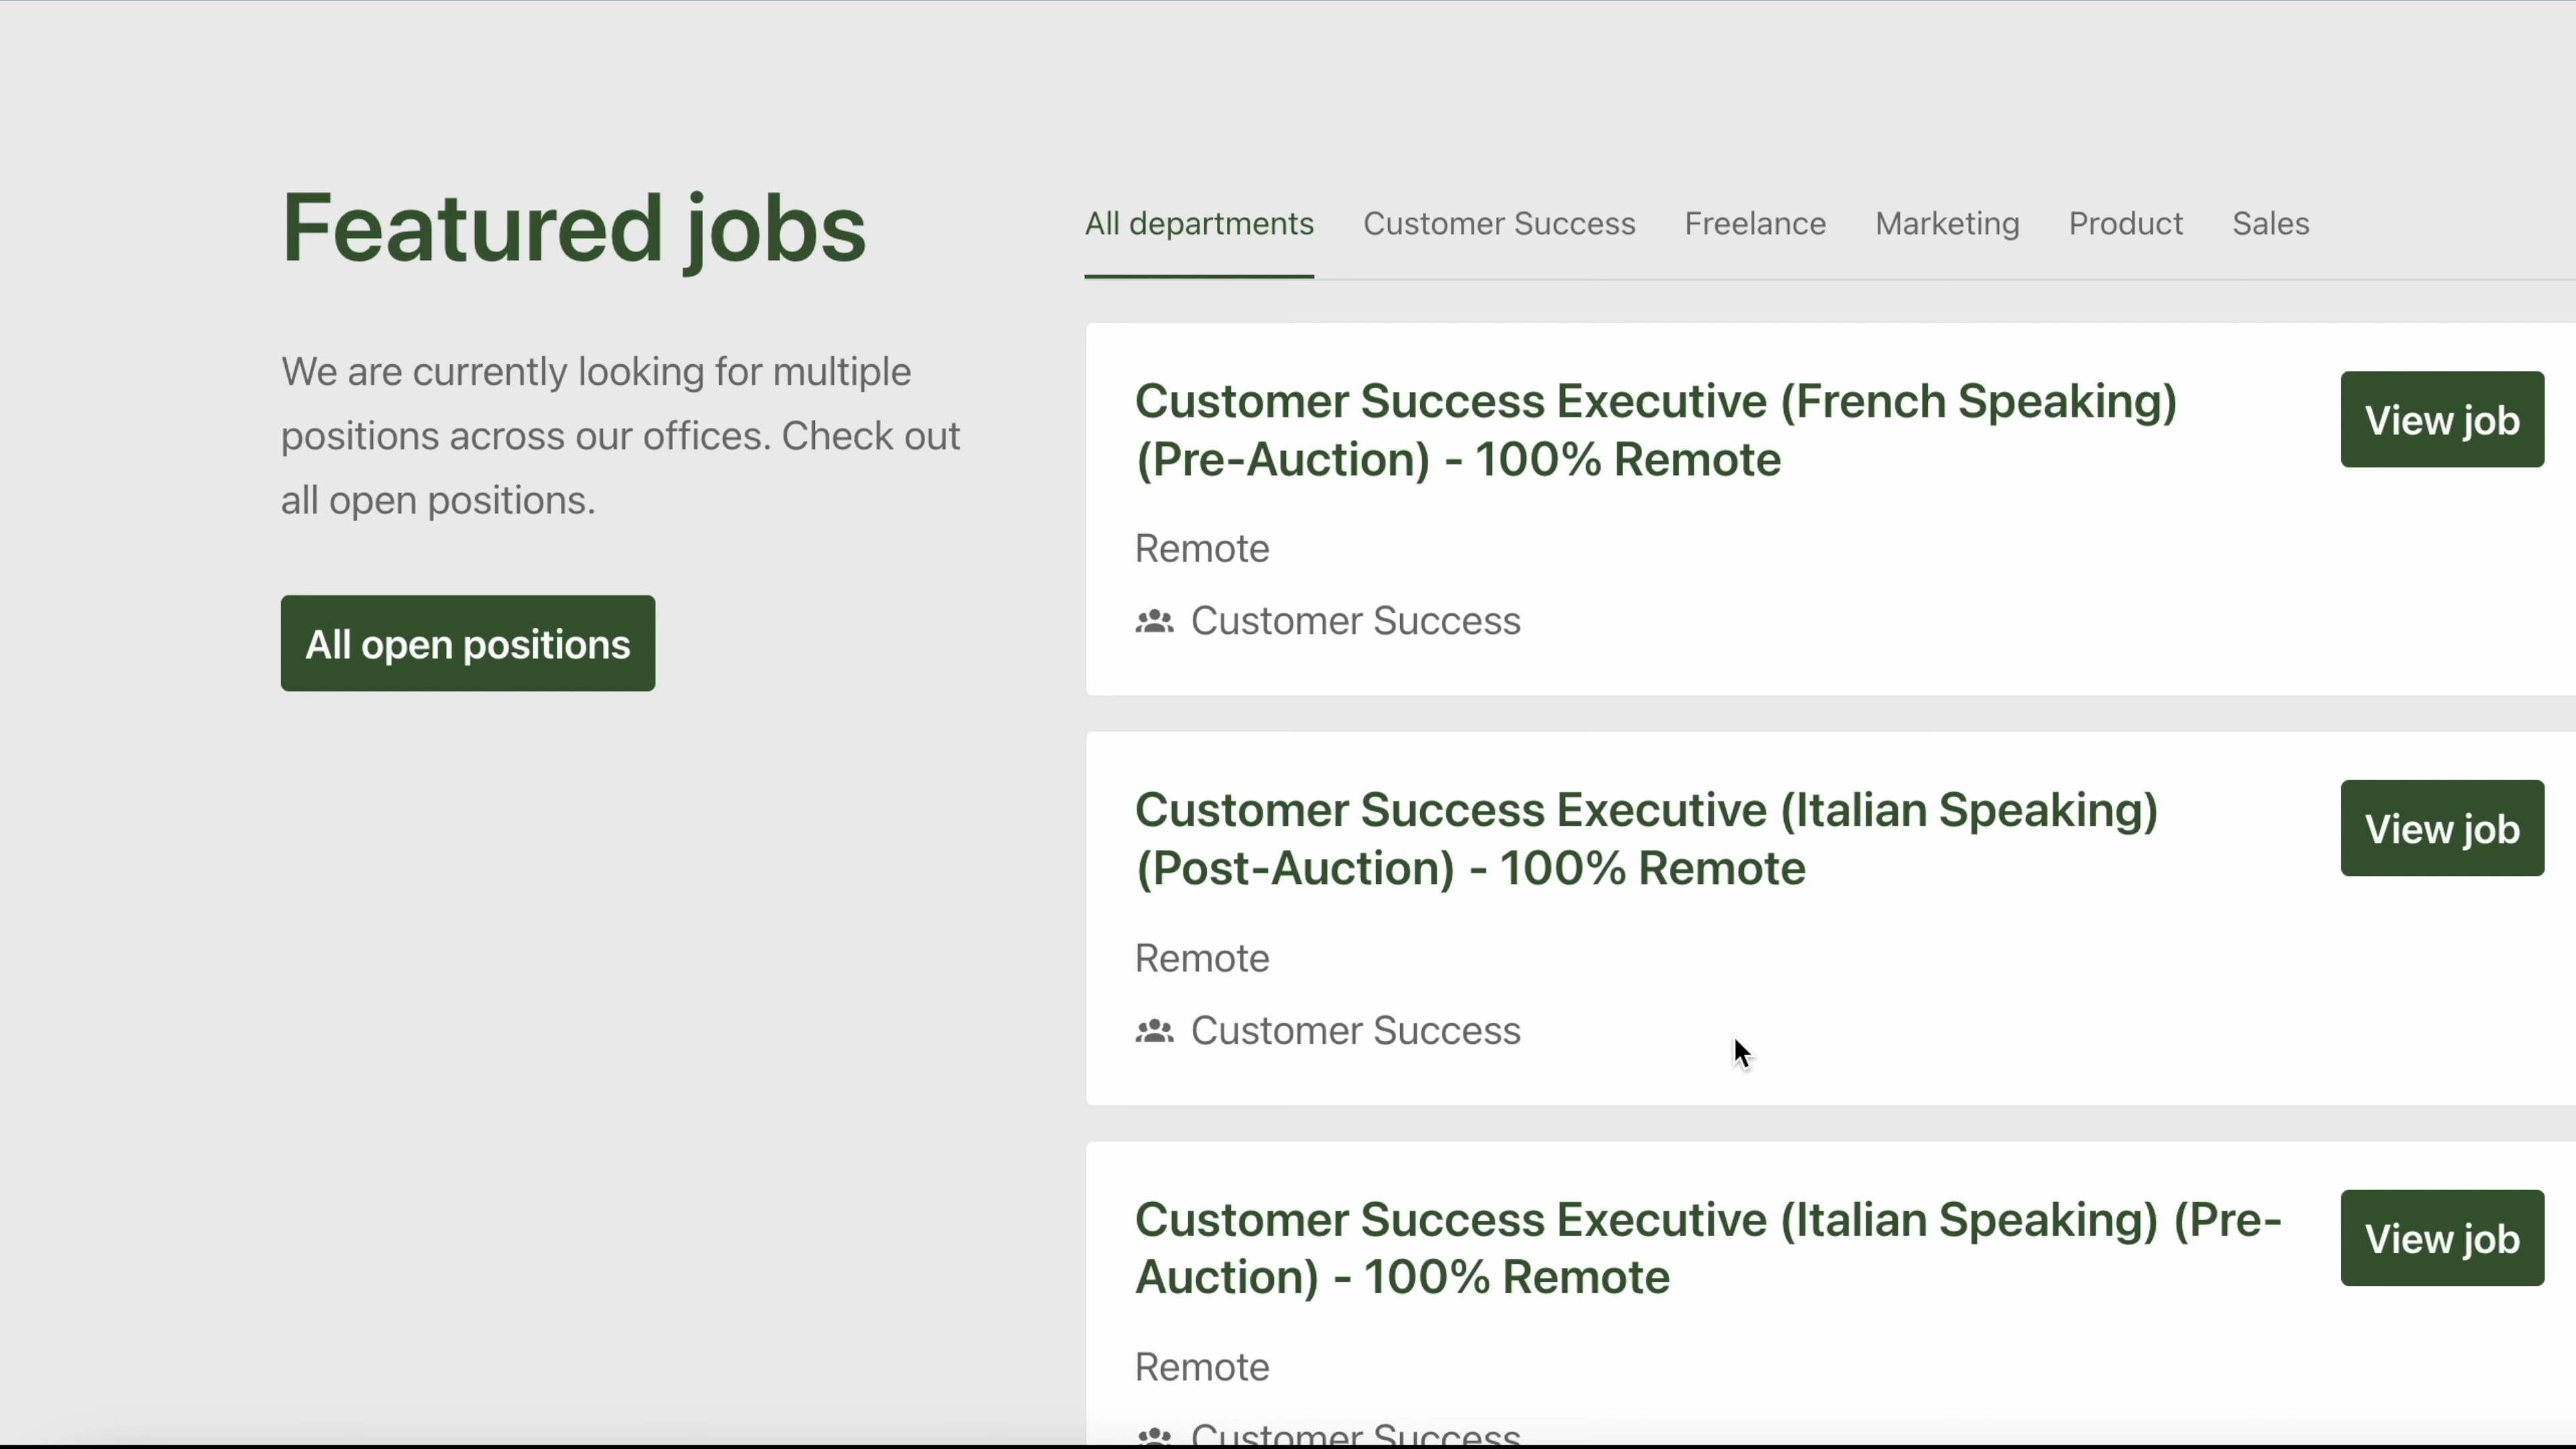 Featured jobs
We are currently looking for multiple
positions across our offices. Check out
all open positions.
All open positions
All departments Customer Success Freelance Marketing Product Sales
Customer Success Executive (French Speaking)
(Pre-Auction) - 100% Remote
View job
Remote
Customer Success
Customer Success Executive (Italian Speaking)
(Post-Auction) - 100% Remote
View job
Remote
Customer Success
Customer Success Executive (Italian Speaking) (Pre-
Auction) - 100% Remote
View job
Remote
Customer Success